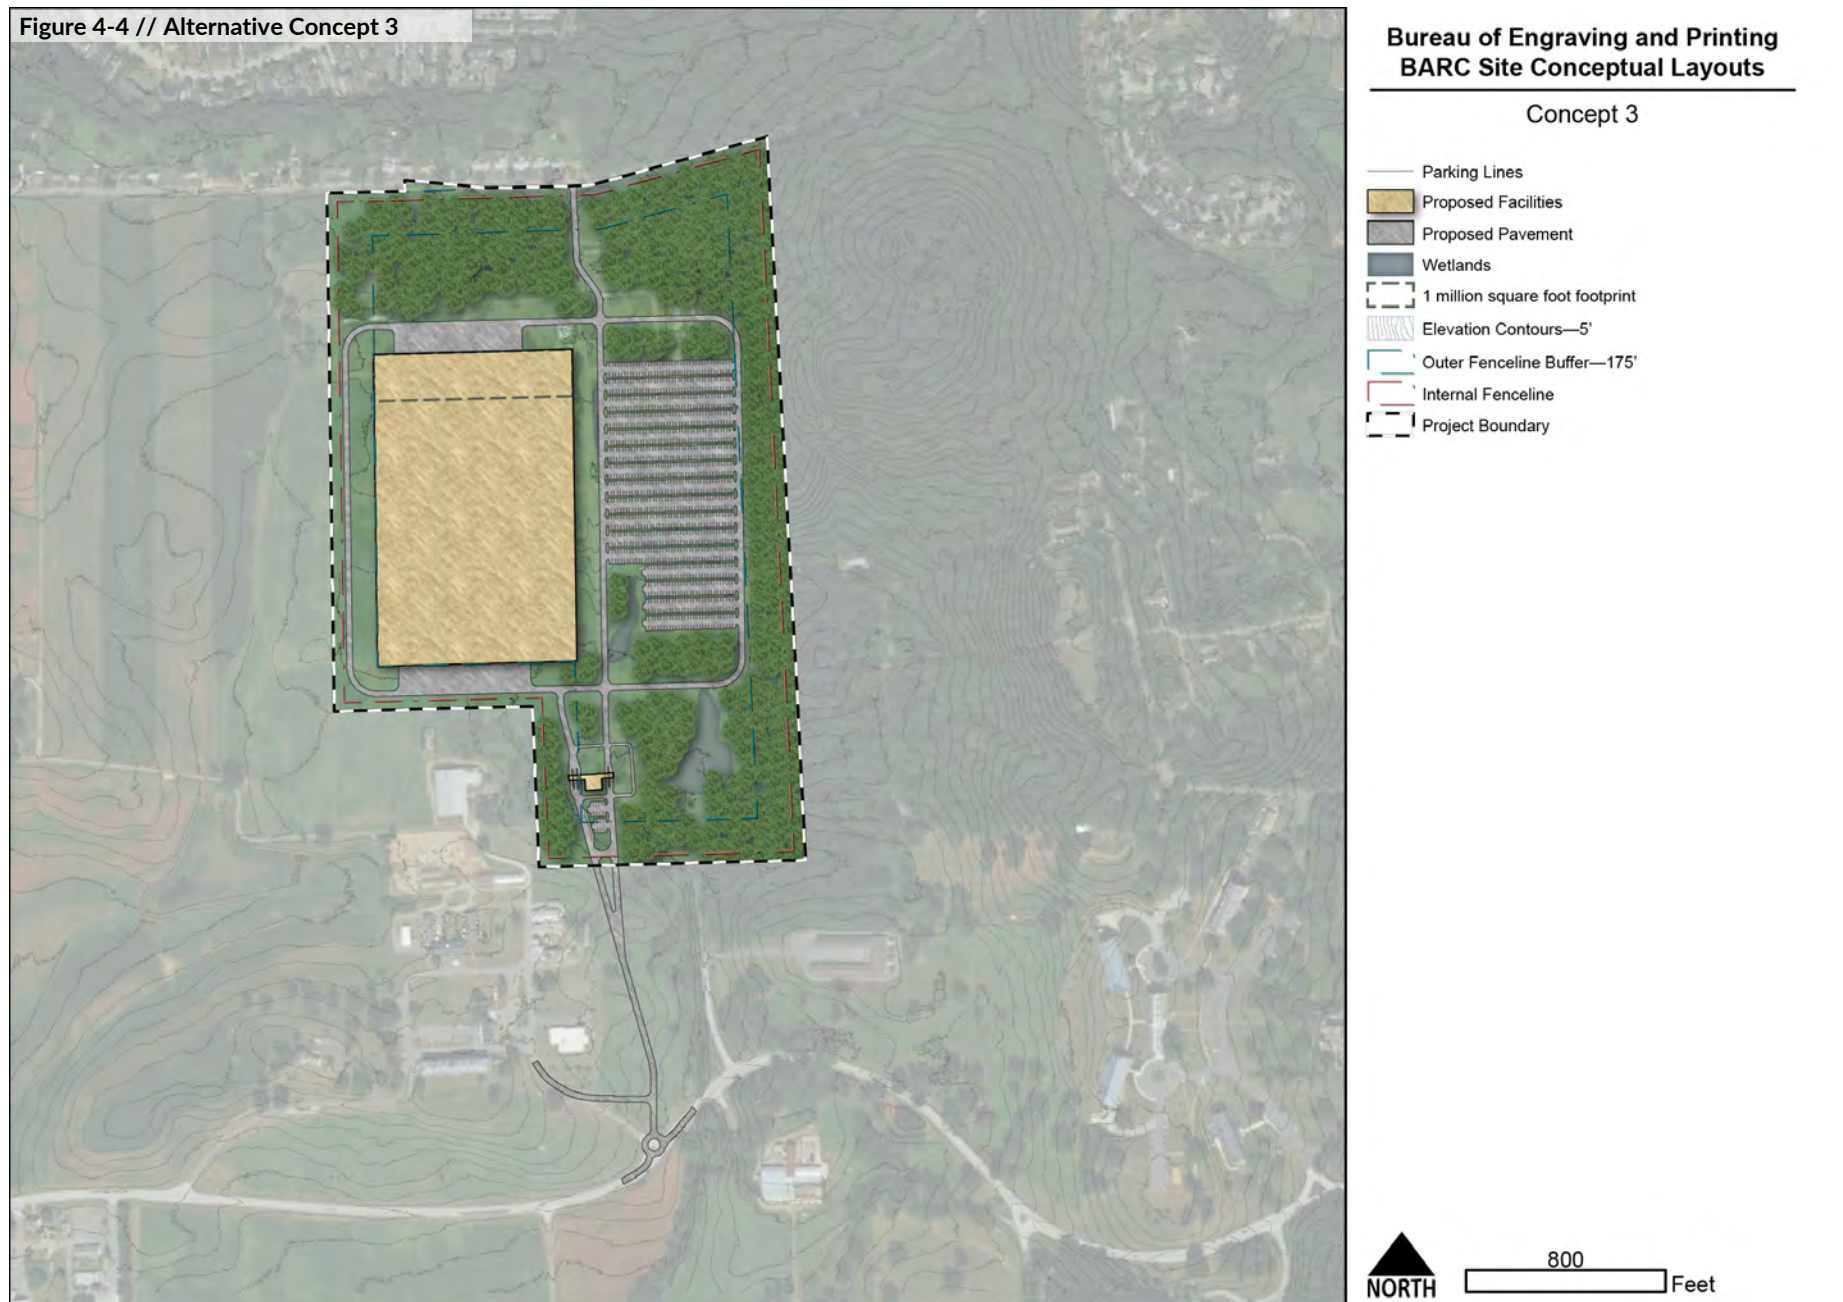 Figure 4-4 // Alternative Concept 3
Bureau of Engraving and Printing
BARC Site Conceptual Layouts
Concept 3
Parking Lines
Proposed Facilities
Proposed Pavement
Wetlands
1 million square foot footprint
Elevation Contours—5'
Outer Fenceline Buffer—175'
Internal Fenceline
Project Boundary
800
NORTH
Feet